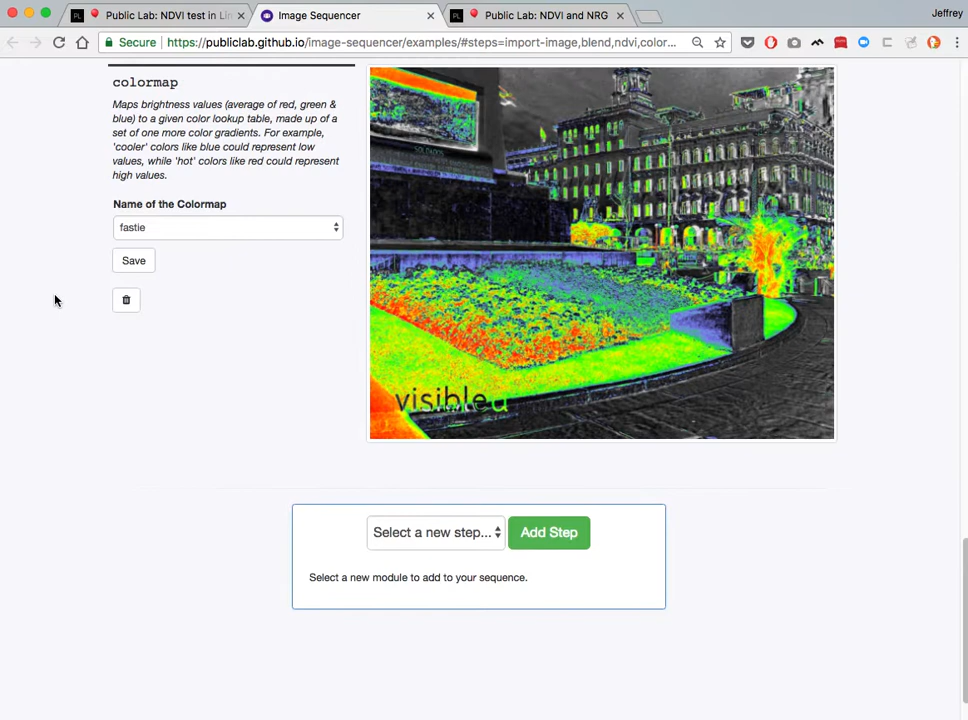 Public Lab: NDVI test in Lin
Image Sequencer
Public Lab: NDVI and NRG
Jeffrey
Secure
https://publiclab.github.io/image-sequencer/examples/#steps=import-image,blend,ndvi,color...
colormap
Maps brightness values (average of red, green &
blue) to a given color lookup table, made up of a
set of one more color gradients. For example,
'cooler' colors like blue could represent low
values, while 'hot' colors like red could represent
high values.
Name of the Colormap
fastie
Save
visible
Select a new step...
Add Step
Select a new module to add to your sequence.